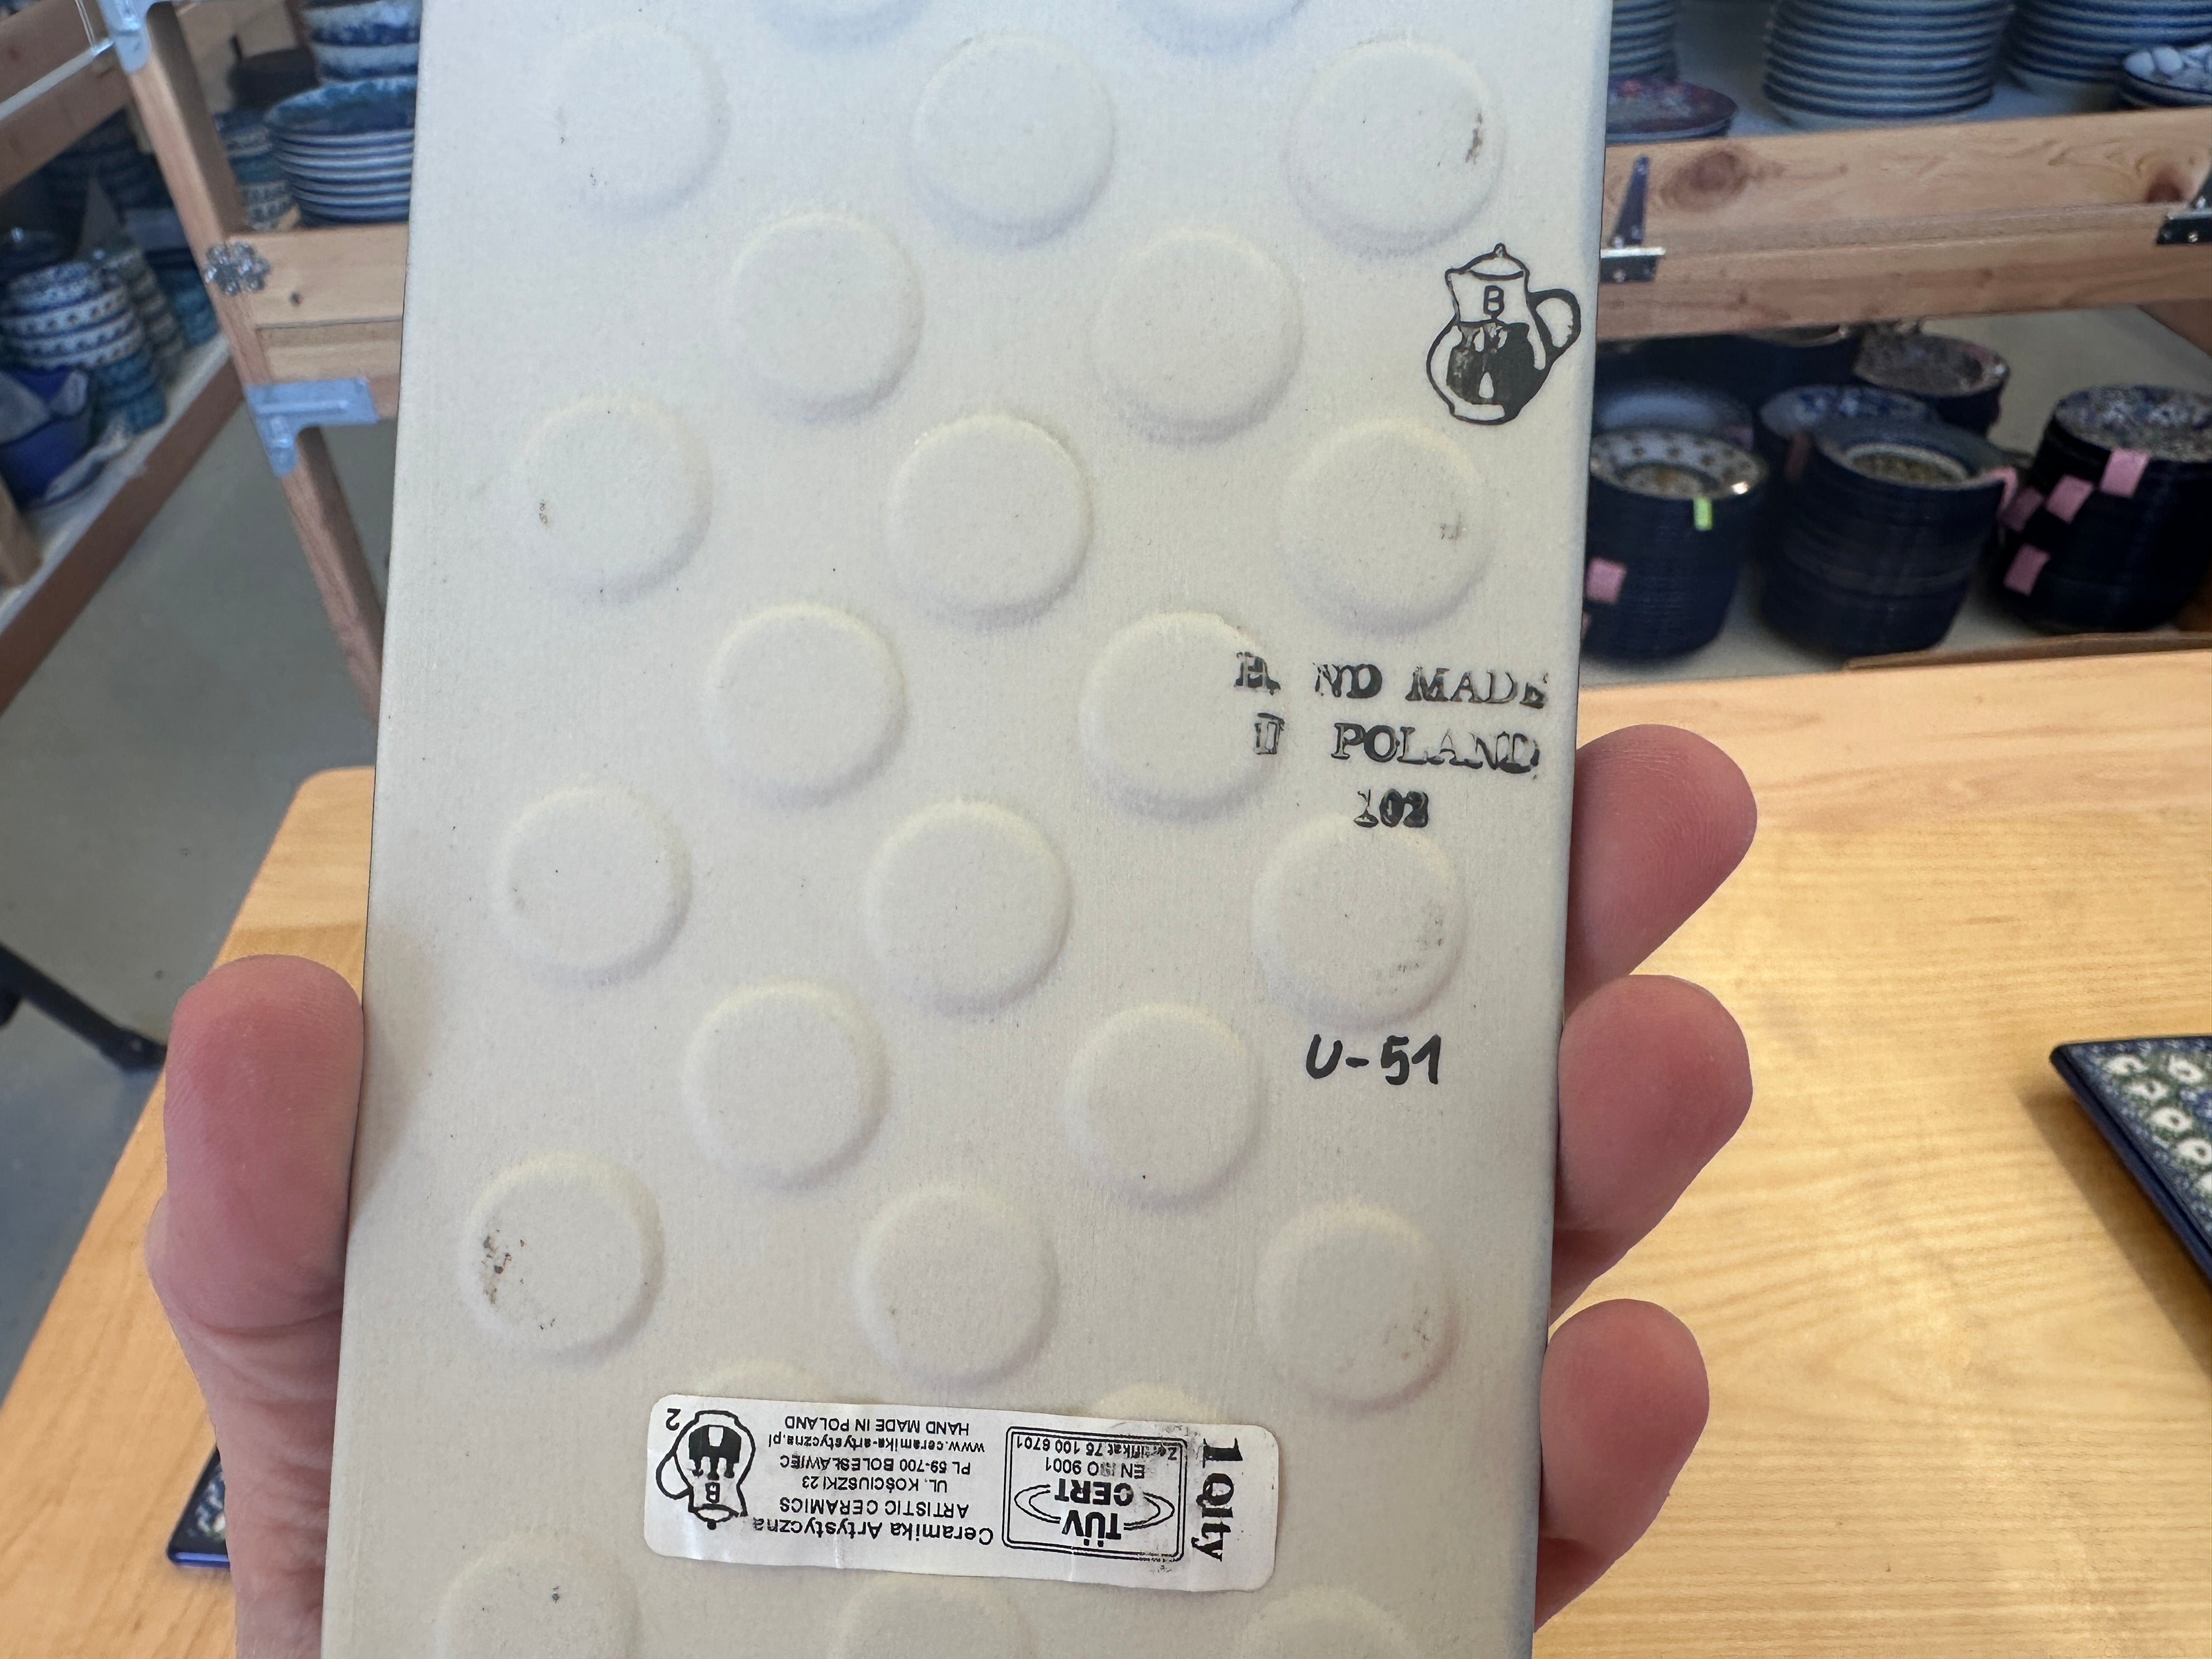 B
HAND MADE
IN POLAND
102
U-51
Ceramika Artystyczna
ARTISTIC CERAMICS
UL. KOŚCIUSZKI 23
PL 59-700 BOLESŁAWIEC
www.ceramika-artystyczna.pl
HAND MADE IN POLAND
B
2
TÜV
CERT
EN ISO 9001
Zertifikat 75 100 6701
1 Qlty